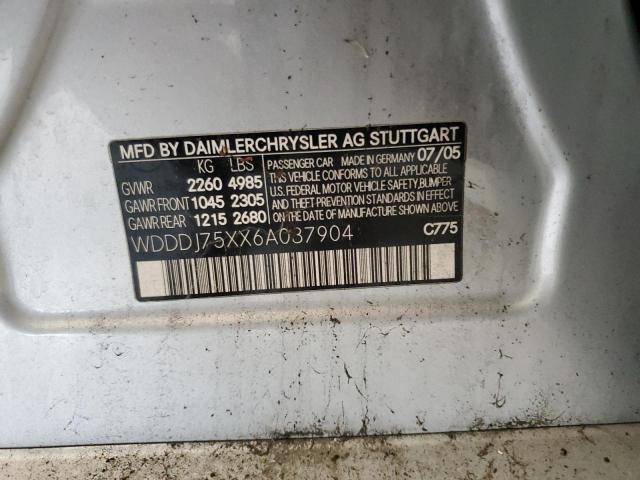 MFD BY DAIMLERCHRYSLER AG STUTTGART
KG LBS
GVWR 2260 4985
GAWR FRONT 1045 2305
GAWR REAR 1215 2680
PASSENGER CAR MADE IN GERMANY 07/05
THIS VEHICLE CONFORMS TO ALL APPLICABLE
U.S. FEDERAL MOTOR VEHICLE SAFETY, BUMPER
AND THEFT PREVENTION STANDARDS IN EFFECT
ON THE DATE OF MANUFACTURE SHOWN ABOVE
WDDDJ75XX6A037904
C775